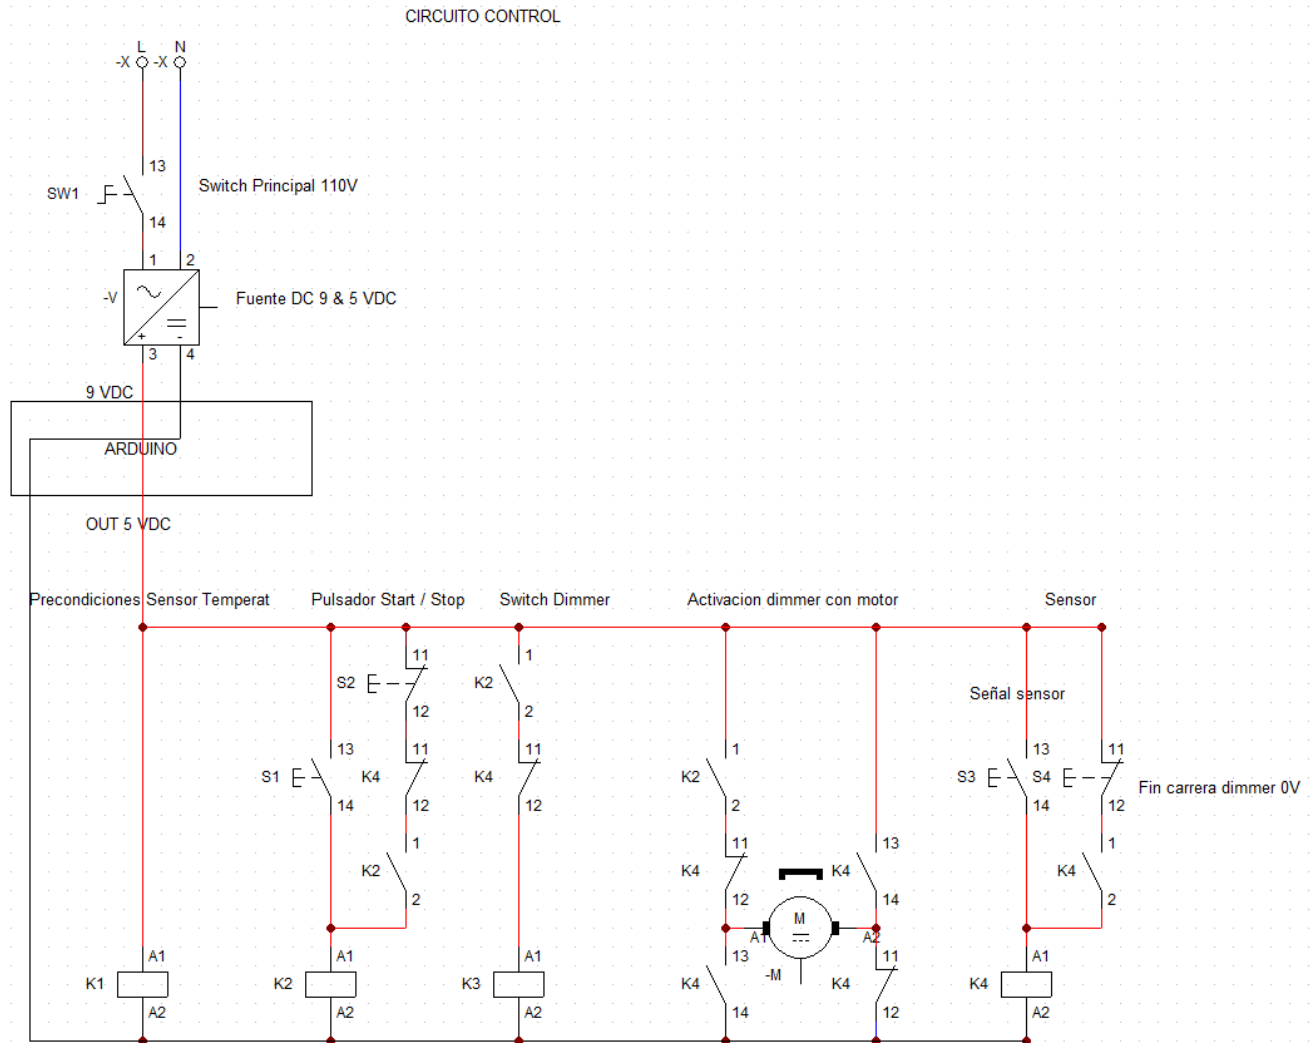 CIRCUITO CONTROL
L N
-X -X
13
SW1
Switch Principal 110V
14
1 2
-V
Fuente DC 9 & 5 VDC
+ -
3 4
9 VDC
ARDUINO
OUT 5 VDC
Precondiciones Sensor Temperat
Pulsador Start / Stop
Switch Dimmer
Activacion dimmer con motor
Sensor
11 1
S2 K2
12 2
Señal sensor
13 11 11 1 13 11
S1 K4 K4 K2 S3 S4
Fin carrera dimmer 0V
14 12 12 2 14 12
1 11 13 1
K2 K4 K4 K4
2 12 14 2
M
A1 A2
A1 A1 A1 13 11 A1
-M
K1 K2 K3 K4 K4 K4
A2 A2 A2 14 12 A2